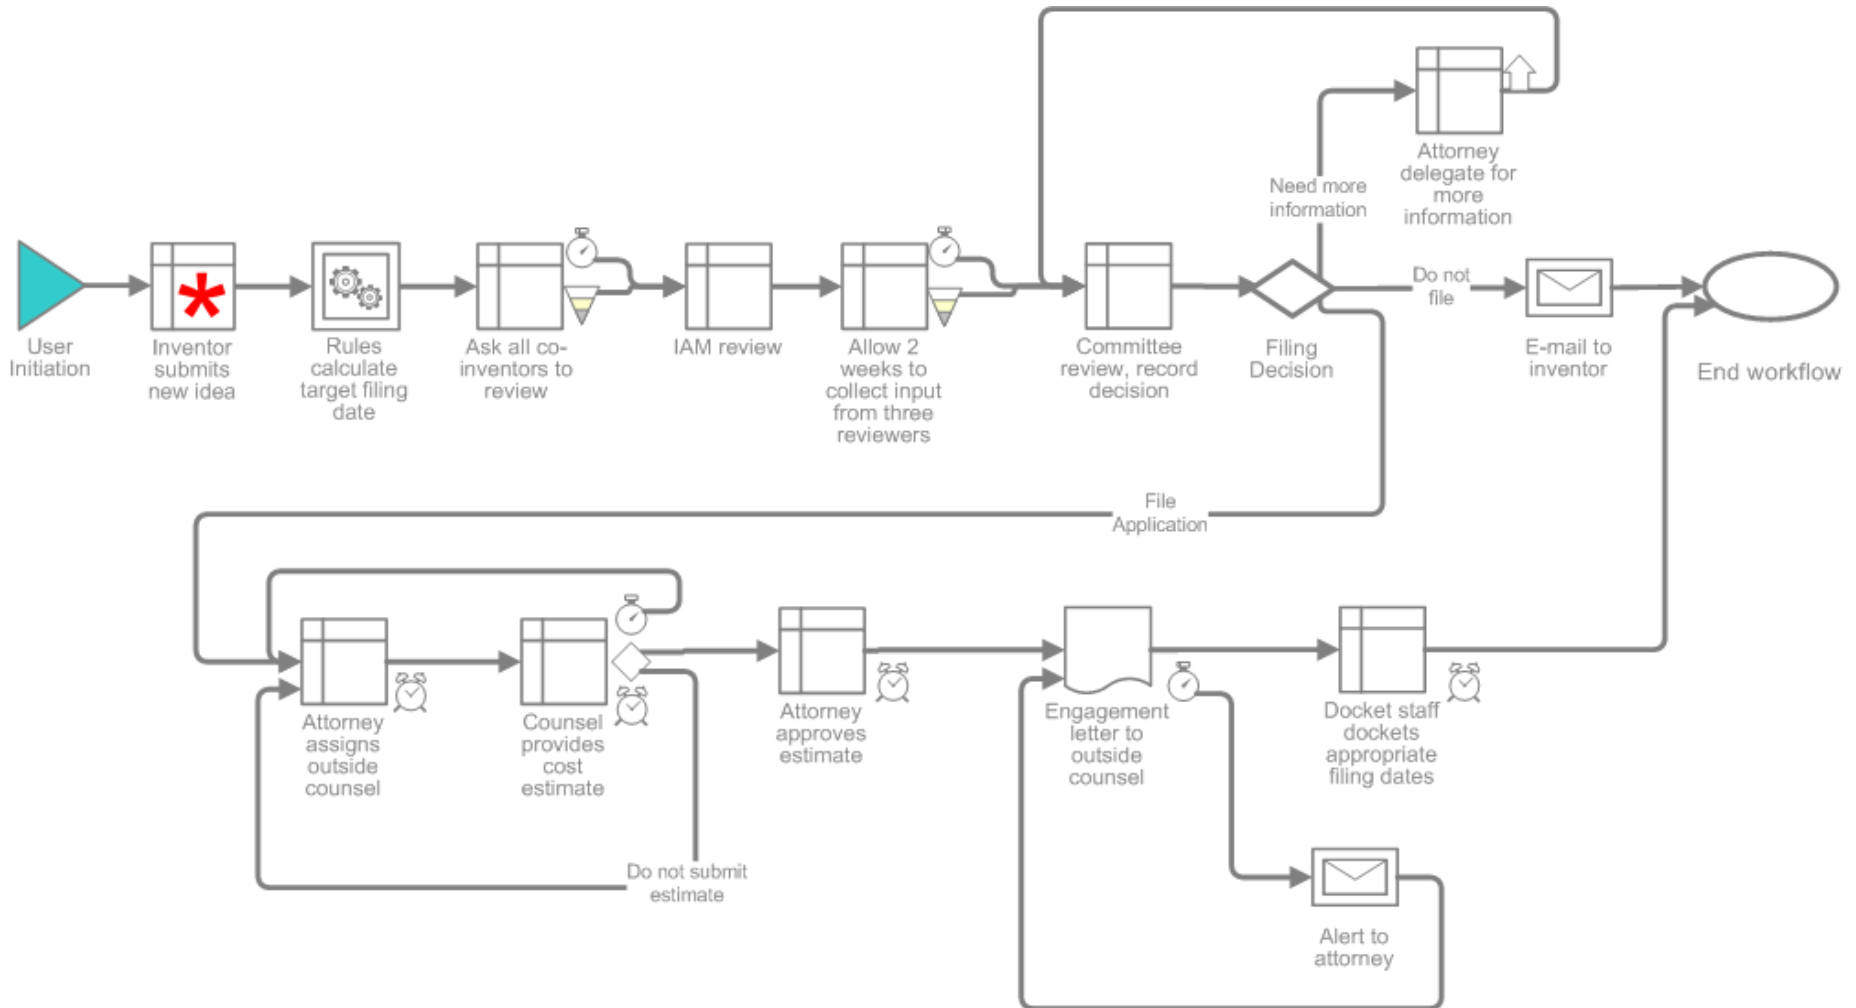 Need more
information
Attorney
delegate for
more
information
User
Initiation
Inventor
submits
new idea
Rules
calculate
target filing
date
Ask all co-
inventors to
review
IAM review
Allow 2
weeks to
collect input
from three
reviewers
Committee
review, record
decision
Filing
Decision
Do not
file
E-mail to
inventor
End workflow
File
Application
Attorney
assigns
outside
counsel
Counsel
provides
cost
estimate
Do not submit
estimate
Attorney
approves
estimate
Engagement
letter to
outside
counsel
Docket staff
dockets
appropriate
filing dates
Alert to
attorney